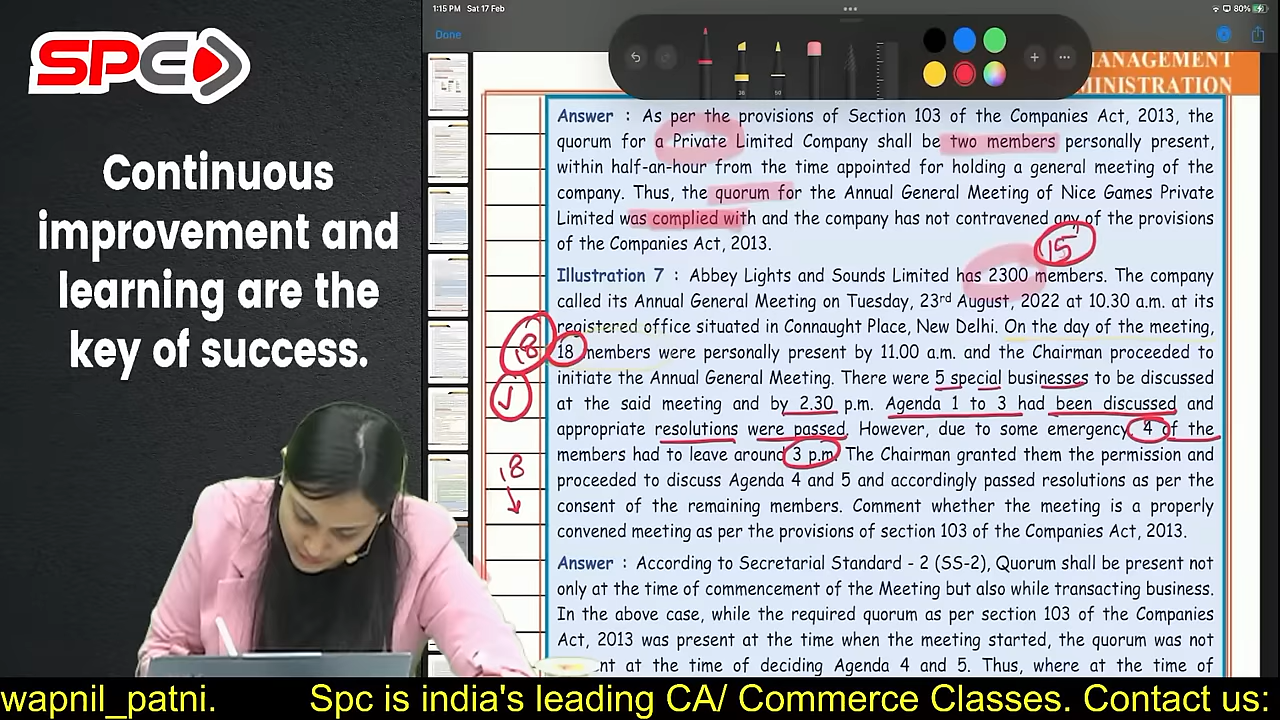 1:15 PM Sat 17 Feb
80%
Done
SPC
Continuous
improvement and
learning are the
key of success.
36
50
MANAGEMENT
MINISTRATION
Answer : As per the provisions of Section 103 of the Companies Act, 2013, the
quorum of a Private Limited Company shall be two members personally present,
within half-an-hour from the time appointed for holding a general meeting of the
company. Thus, the quorum for the Annual General Meeting of Nice Gane Private
Limited was complied with and the company has not contravened any of the provisions
of the Companies Act, 2013.
15
Illustration 7 : ABC Lights and Sounds Limited has 2300 members. The company
called its Annual General Meeting on Tuesday, 23rd August, 2022 at 10.30 a.m. at its
registered office situated in Connaught Place, New Delhi. On the day of the meeting,
18 members were personally present by 10.30 a.m. and the chairman proceeded to
initiate the Annual General Meeting. There were 5 special business to be discussed
at the said meeting. By 2.30 p.m. Agenda 1, 2, 3 had been discussed and
appropriate resolutions were passed. However, due to some emergency, 5 of the
members had to leave around 3 p.m. The Chairman granted them the permission and
proceeded to discuss Agenda 4 and 5 and accordingly passed resolutions after the
consent of the remaining members. Comment whether the meeting is a properly
convened meeting as per the provisions of section 103 of the Companies Act, 2013.
18
18
Answer : According to Secretarial Standard - 2 (SS-2), Quorum shall be present not
only at the time of commencement of the Meeting but also while transacting business.
In the above case, while the required quorum as per section 103 of the Companies
Act, 2013 was present at the time when the meeting started, the quorum was not
at the time of deciding Agenda 4 and 5. Thus, where at the time of
wapnil_patni. Spc is india's leading CA/ Commerce Classes. Contact us: